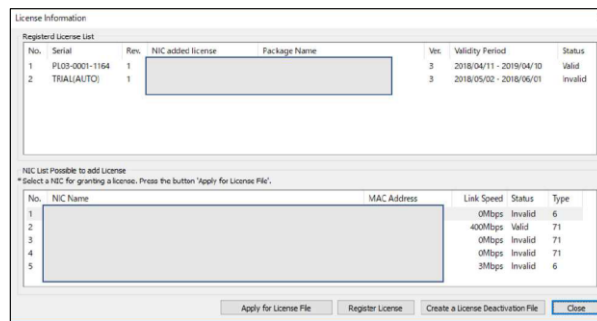 License Information
Registerd License List
No. Serial Rev. NIC added license Package Name Ver. Validity Period Status
1 PL03-0001-1164 1 3 2018/04/11 - 2019/04/10 Valid
2 TRIAL(AUTO) 1 3 2018/05/02 - 2018/06/01 Invalid
NIC List Possible to add License
*Select a NIC for granting a license. Press the button 'Apply for License File'.
No. NIC Name MAC Address Link Speed Status Type
1 0Mbps Invalid 6
2 400Mbps Valid 71
3 0Mbps Invalid 71
4 0Mbps Invalid 71
5 3Mbps Invalid 6
Apply for License File Register License Create a License Deactivation File Close